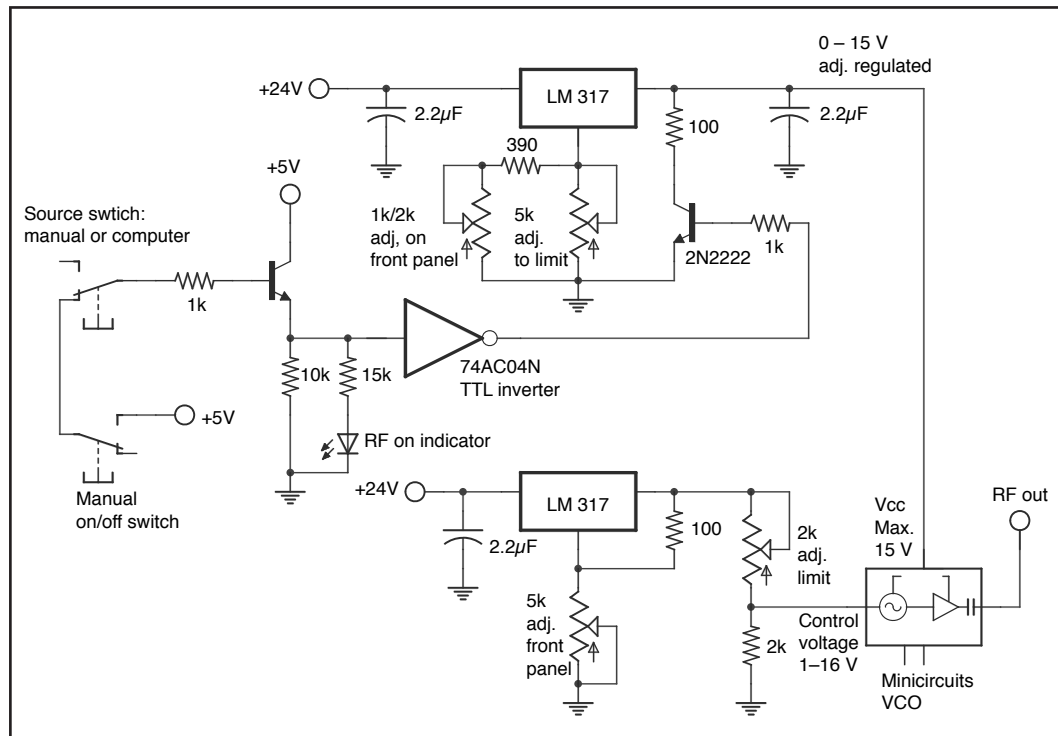 0 – 15 V
adj. regulated
+24V
LM 317
2.2µF
2.2µF
100
390
+5V
Source swtich:
manual or computer
1k/2k
adj, on
front panel
5k
adj.
to limit
1k
2N2222
1k
10k
15k
74AC04N
TTL inverter
+5V
RF on indicator
Manual
on/off switch
+24V
LM 317
2.2µF
100
2k
adj.
limit
Vcc
Max.
15 V
RF out
5k
adj.
front
panel
2k
Control
voltage
1–16 V
Minicircuits
VCO